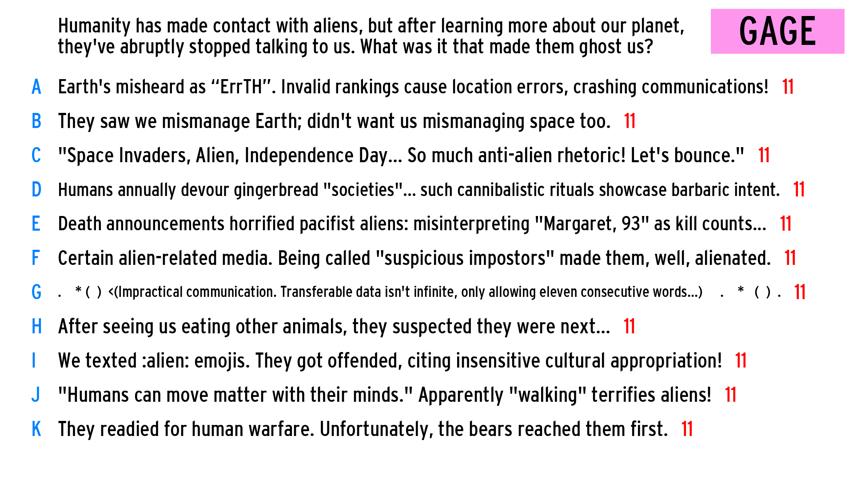 Humanity has made contact with aliens, but after learning more about our planet,
they've abruptly stopped talking to us. What was it that made them ghost us?
GAGE
A Earth's misheard as “ErrTH”. Invalid rankings cause location errors, crashing communications! 11
B They saw we mismanage Earth; didn't want us mismanaging space too. 11
C "Space Invaders, Alien, Independence Day... So much anti-alien rhetoric! Let's bounce." 11
D Humans annually devour gingerbread "societies"... such cannibalistic rituals showcase barbaric intent. 11
E Death announcements horrified pacifist aliens: misinterpreting "Margaret, 93" as kill counts... 11
F Certain alien-related media. Being called "suspicious impostors" made them, well, alienated. 11
G . *( ) <(Impractical communication. Transferable data isn't infinite, only allowing eleven consecutive words...) . * ( ) . 11
H After seeing us eating other animals, they suspected they were next... 11
I We texted :alien: emojis. They got offended, citing insensitive cultural appropriation! 11
J "Humans can move matter with their minds." Apparently "walking" terrifies aliens! 11
K They readied for human warfare. Unfortunately, the bears reached them first. 11